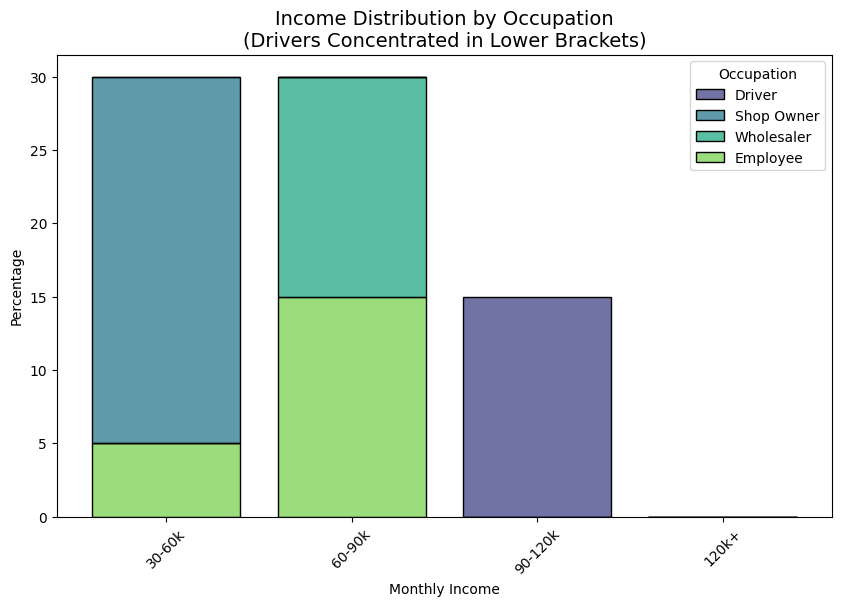 Income Distribution by Occupation
(Drivers Concentrated in Lower Brackets)
Occupation
Driver
Shop Owner
Wholesaler
Employee
30
25
20
15
10
5
0
Percentage
30-60k
60-90k
90-120k
120k+
Monthly Income